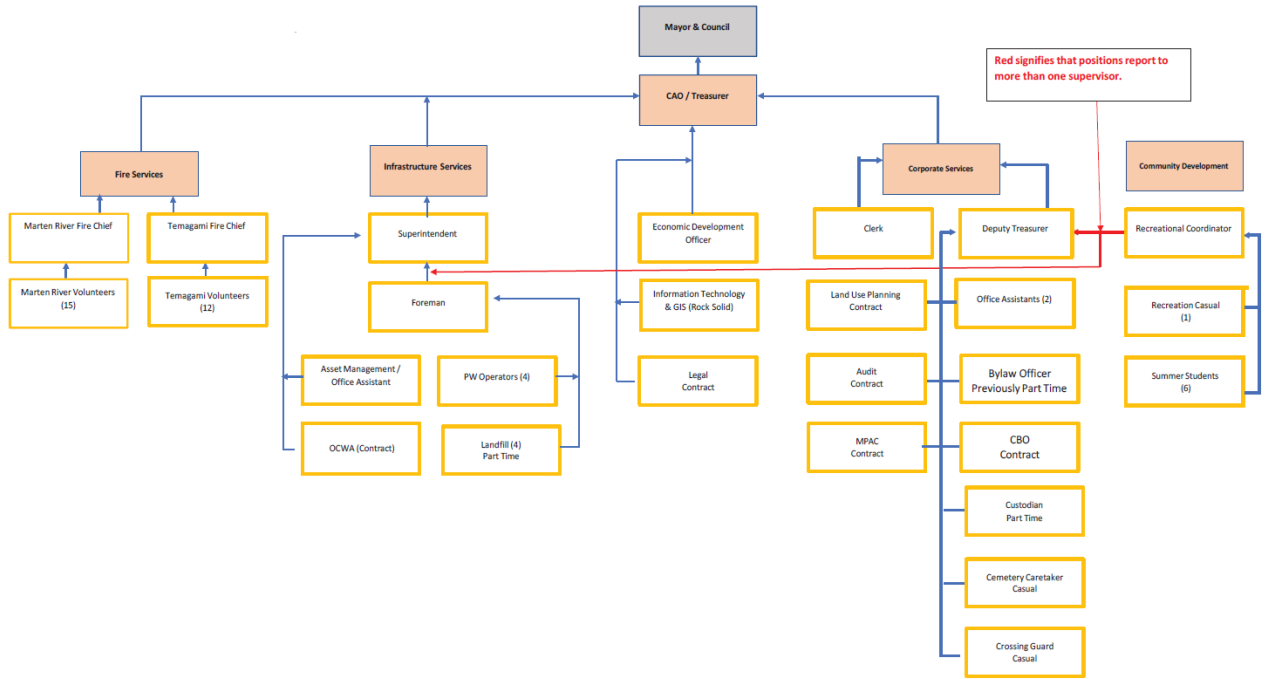 Mayor & Council
Red signifies that positions report to
more than one supervisor.
CAO / Treasurer
Fire Services
Infrastructure Services
Corporate Services
Community Development
Marten River Fire Chief
Temagami Fire Chief
Superintendent
Economic Development
Officer
Clerk
Deputy Treasurer
Recreational Coordinator
Marten River Volunteers
(15)
Temagami Volunteers
(12)
Foreman
Information Technology
& GIS (Rock Solid)
Land Use Planning
Contract
Office Assistants (2)
Recreation Casual
(1)
Asset Management /
Office Assistant
PW Operators (4)
Legal
Contract
Audit
Contract
Bylaw Officer
Previously Part Time
Summer Students
(6)
OCWA (Contract)
Landfill (4)
Part Time
MPAC
Contract
CBO
Contract
Custodian
Part Time
Cemetery Caretaker
Casual
Crossing Guard
Casual